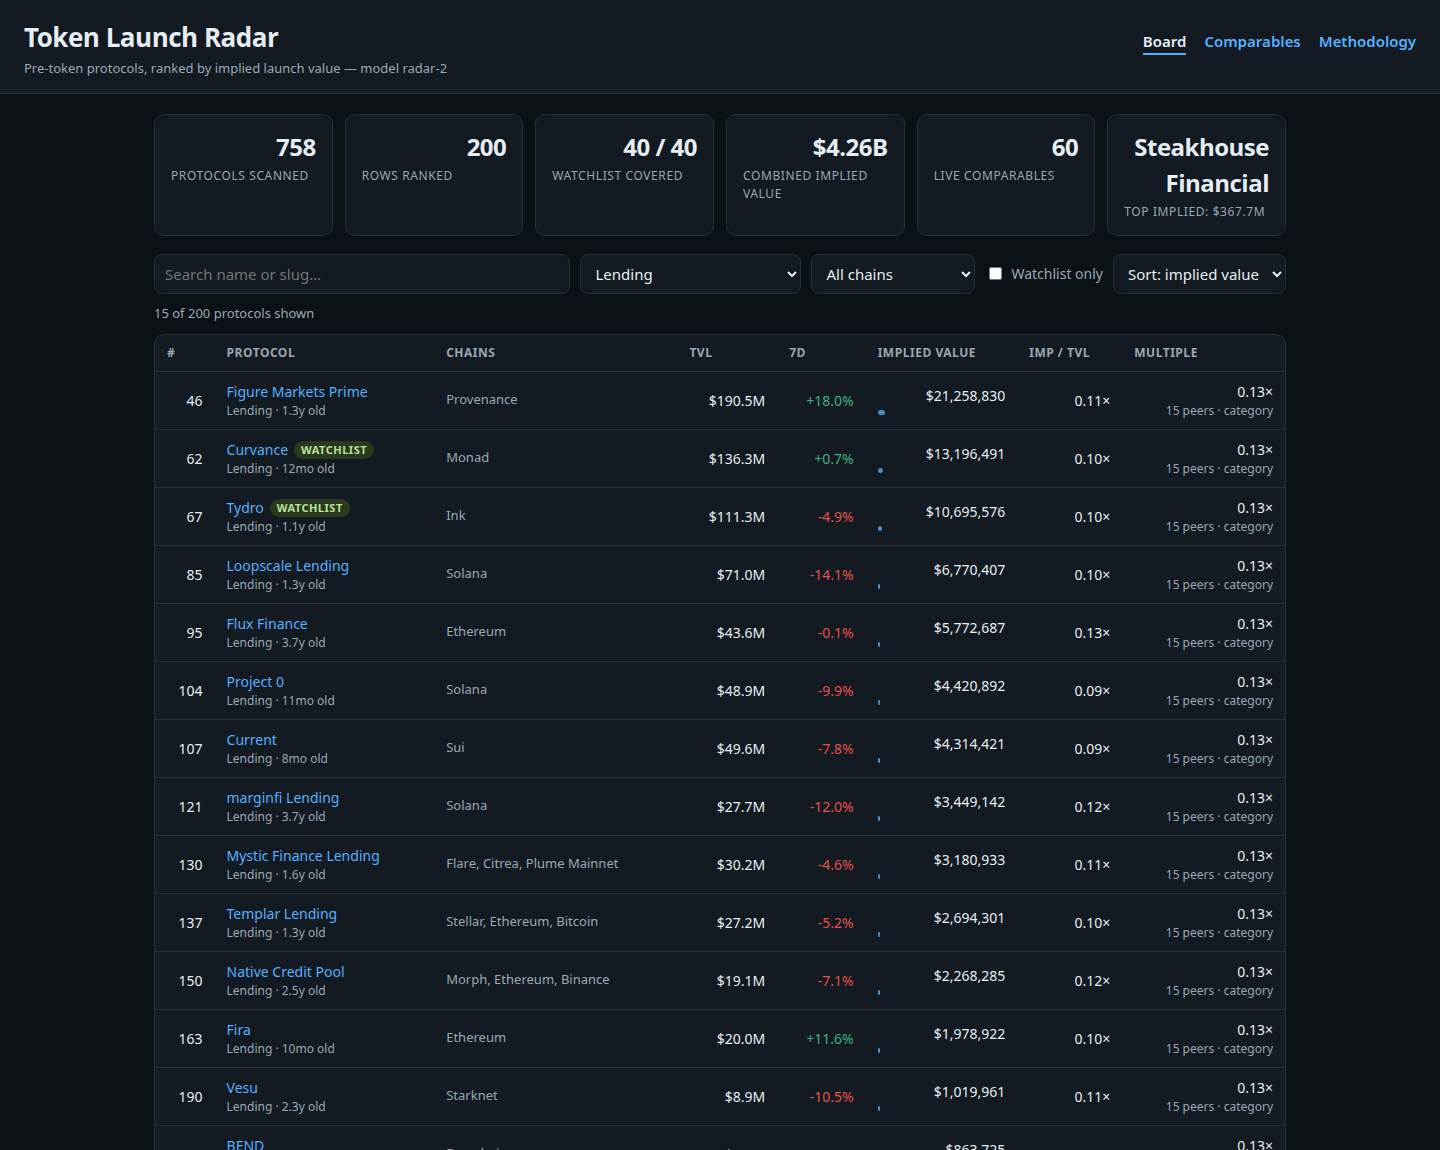 Token Launch Radar
Pre-token protocols, ranked by implied launch value — model radar-2
Board Comparables Methodology
758
PROTOCOLS SCANNED
200
ROWS RANKED
40 / 40
WATCHLIST COVERED
$4.26B
COMBINED IMPLIED
VALUE
60
LIVE COMPARABLES
Steakhouse
Financial
TOP IMPLIED: $367.7M
Search name or slug... Lending All chains Watchlist only Sort: implied value
15 of 200 protocols shown
# PROTOCOL CHAINS TVL 7D IMPLIED VALUE IMP / TVL MULTIPLE
46 Figure Markets Prime Provenance $190.5M +18.0% $21,258,830 0.11× 0.13×
Lending · 1.3y old 15 peers · category
62 Curvance WATCHLIST Monad $136.3M +0.7% $13,196,491 0.10× 0.13×
Lending · 12mo old 15 peers · category
67 Tydro WATCHLIST Ink $111.3M -4.9% $10,695,576 0.10× 0.13×
Lending · 1.1y old 15 peers · category
85 Loopscale Lending Solana $71.0M -14.1% $6,770,407 0.10× 0.13×
Lending · 1.3y old 15 peers · category
95 Flux Finance Ethereum $43.6M -0.1% $5,772,687 0.13× 0.13×
Lending · 3.7y old 15 peers · category
104 Project 0 Solana $48.9M -9.9% $4,420,892 0.09× 0.13×
Lending · 11mo old 15 peers · category
107 Current Sui $49.6M -7.8% $4,314,421 0.09× 0.13×
Lending · 8mo old 15 peers · category
121 marginfi Lending Solana $27.7M -12.0% $3,449,142 0.12× 0.13×
Lending · 3.7y old 15 peers · category
130 Mystic Finance Lending Flare, Citrea, Plume Mainnet $30.2M -4.6% $3,180,933 0.11× 0.13×
Lending · 1.6y old 15 peers · category
137 Templar Lending Stellar, Ethereum, Bitcoin $27.2M -5.2% $2,694,301 0.10× 0.13×
Lending · 1.3y old 15 peers · category
150 Native Credit Pool Morph, Ethereum, Binance $19.1M -7.1% $2,268,285 0.12× 0.13×
Lending · 2.5y old 15 peers · category
163 Fira Ethereum $20.0M +11.6% $1,978,922 0.10× 0.13×
Lending · 10mo old 15 peers · category
190 Vesu Starknet $8.9M -10.5% $1,019,961 0.11× 0.13×
Lending · 2.3y old 15 peers · category
BEND $863,725 0.13×